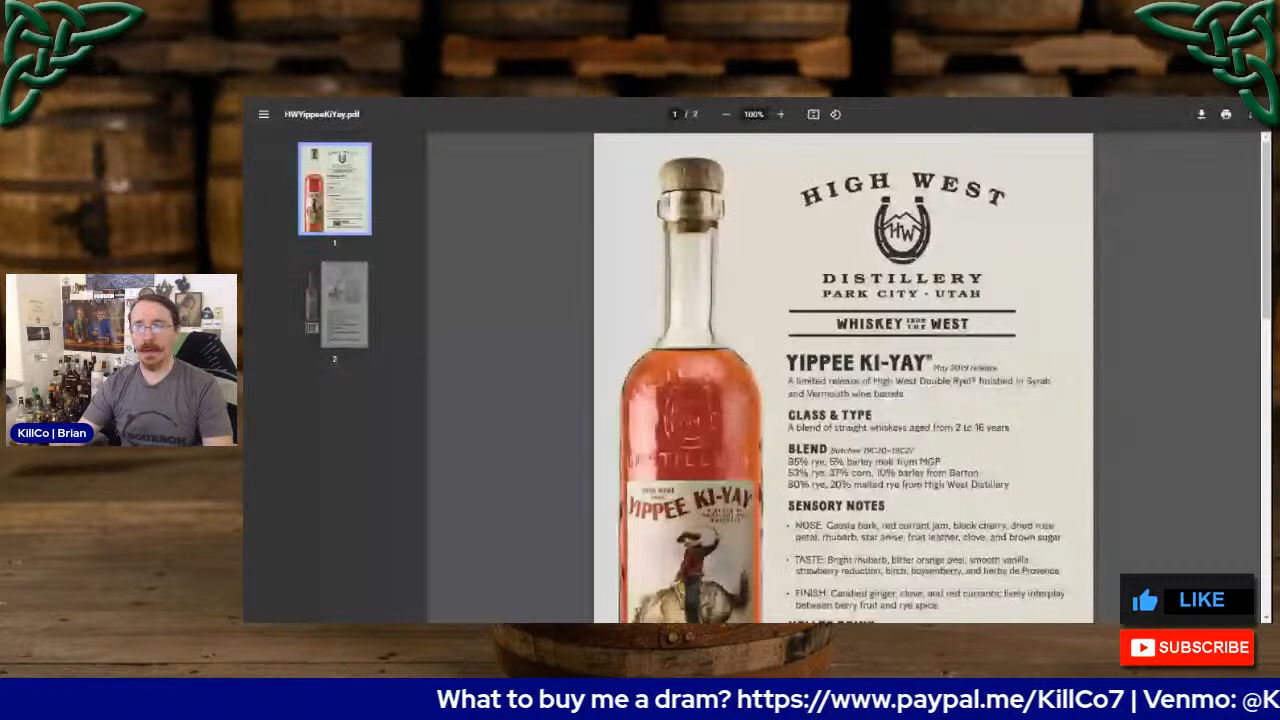 HWYippeeKiYay.pdf
1 / 2
100%
1
2
HIGH WEST
HW
DISTILLERY
PARK CITY · UTAH
WHISKEY FROM THE WEST
YIPPEE KI-YAY® May 2019 release
A limited release of High West Double Rye!® finished in Syrah
and Vermouth wine barrels
CLASS & TYPE
A blend of straight whiskeys aged from 2 to 16 years
BLEND Batches 19C20-19C27
95% rye, 5% barley malt from MGP
53% rye, 37% corn, 10% barley from Barton
80% rye, 20% malted rye from High West Distillery
SENSORY NOTES
· NOSE: Cassia bark, red currant jam, black cherry, dried rose
petal, rhubarb, star anise, fruit leather, clove, and brown sugar
· TASTE: Bright rhubarb, bitter orange peel, smooth vanilla
strawberry reduction, birch, boysenberry, and herbs de Provence
· FINISH: Candied ginger, clove, and red currants; lively interplay
between berry fruit and rye spice
YIPPEE KI-YAY
KillCo | Brian
LIKE
SUBSCRIBE
What to buy me a dram? https://www.paypal.me/KillCo7 | Venmo: @K